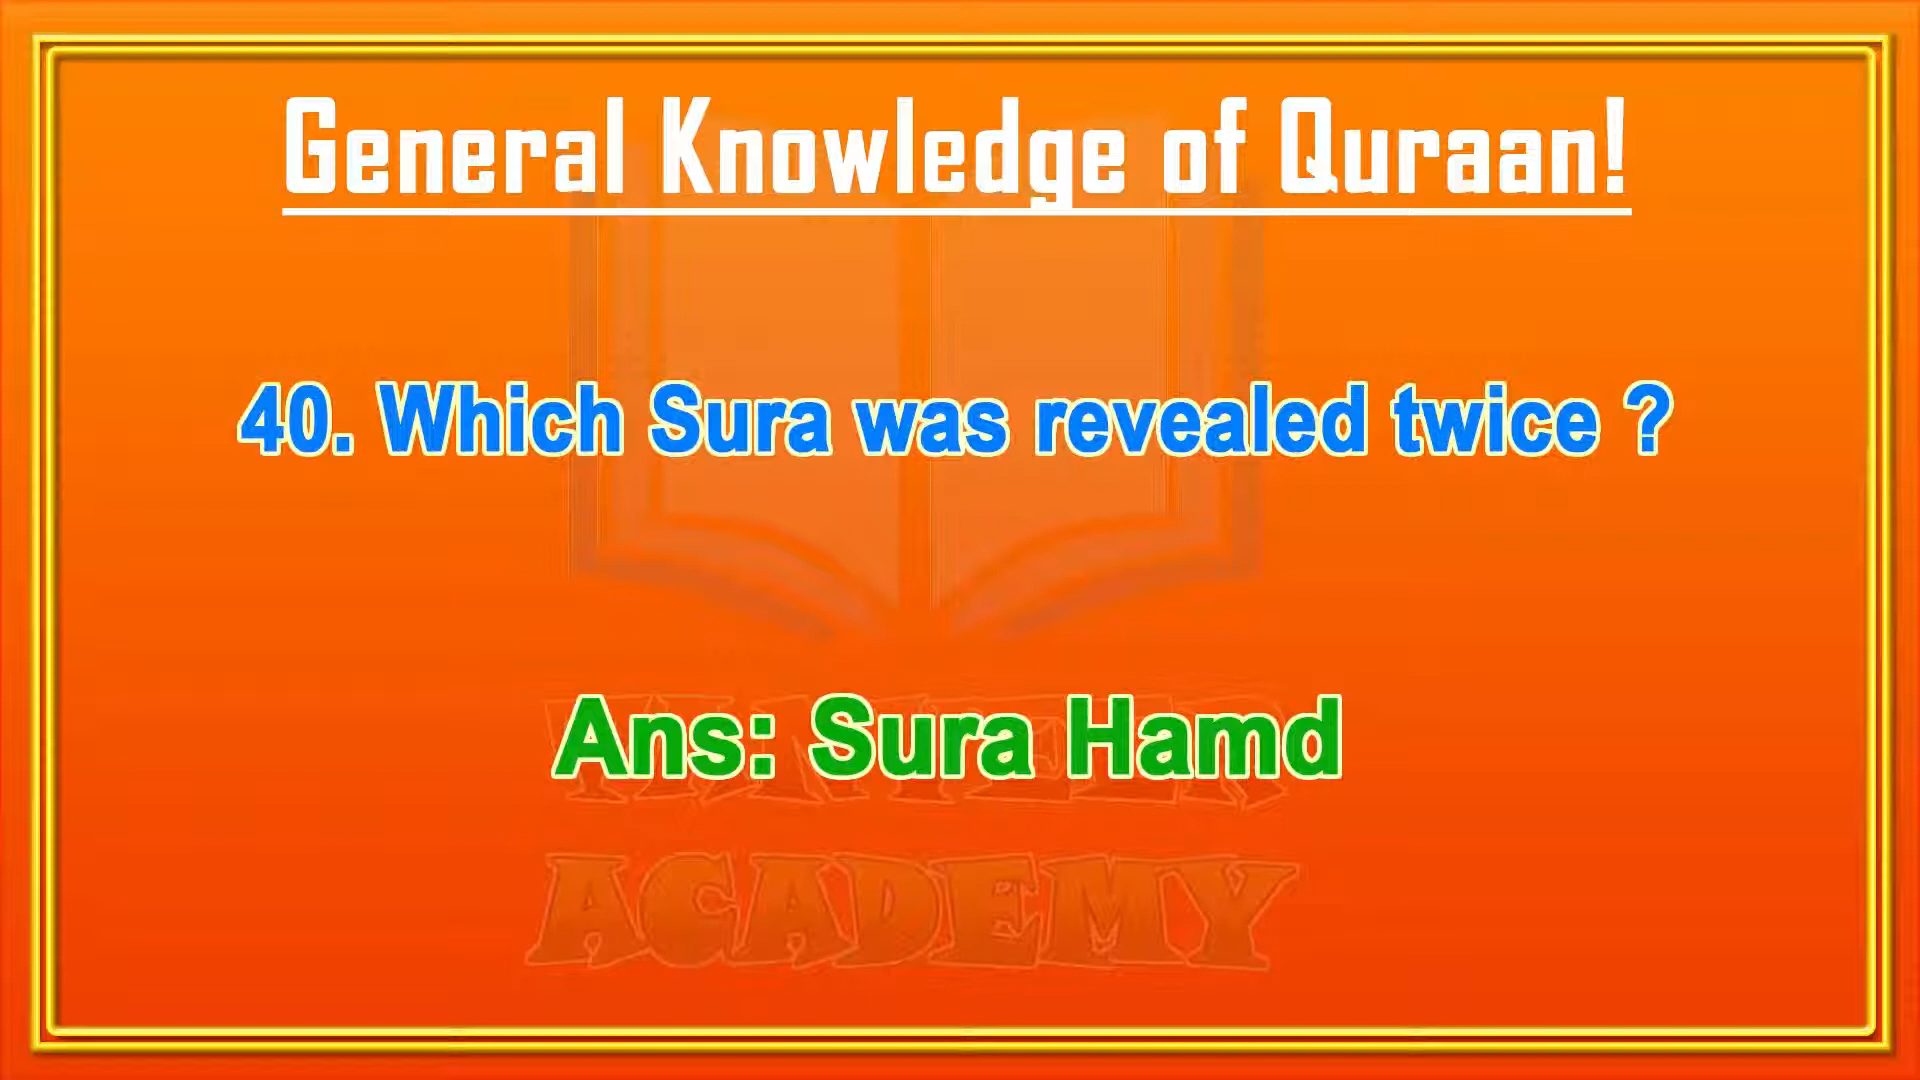 General Knowledge of Quraan!
40. Which Sura was revealed twice ?
Ans: Sura Hamd
ACADEMY